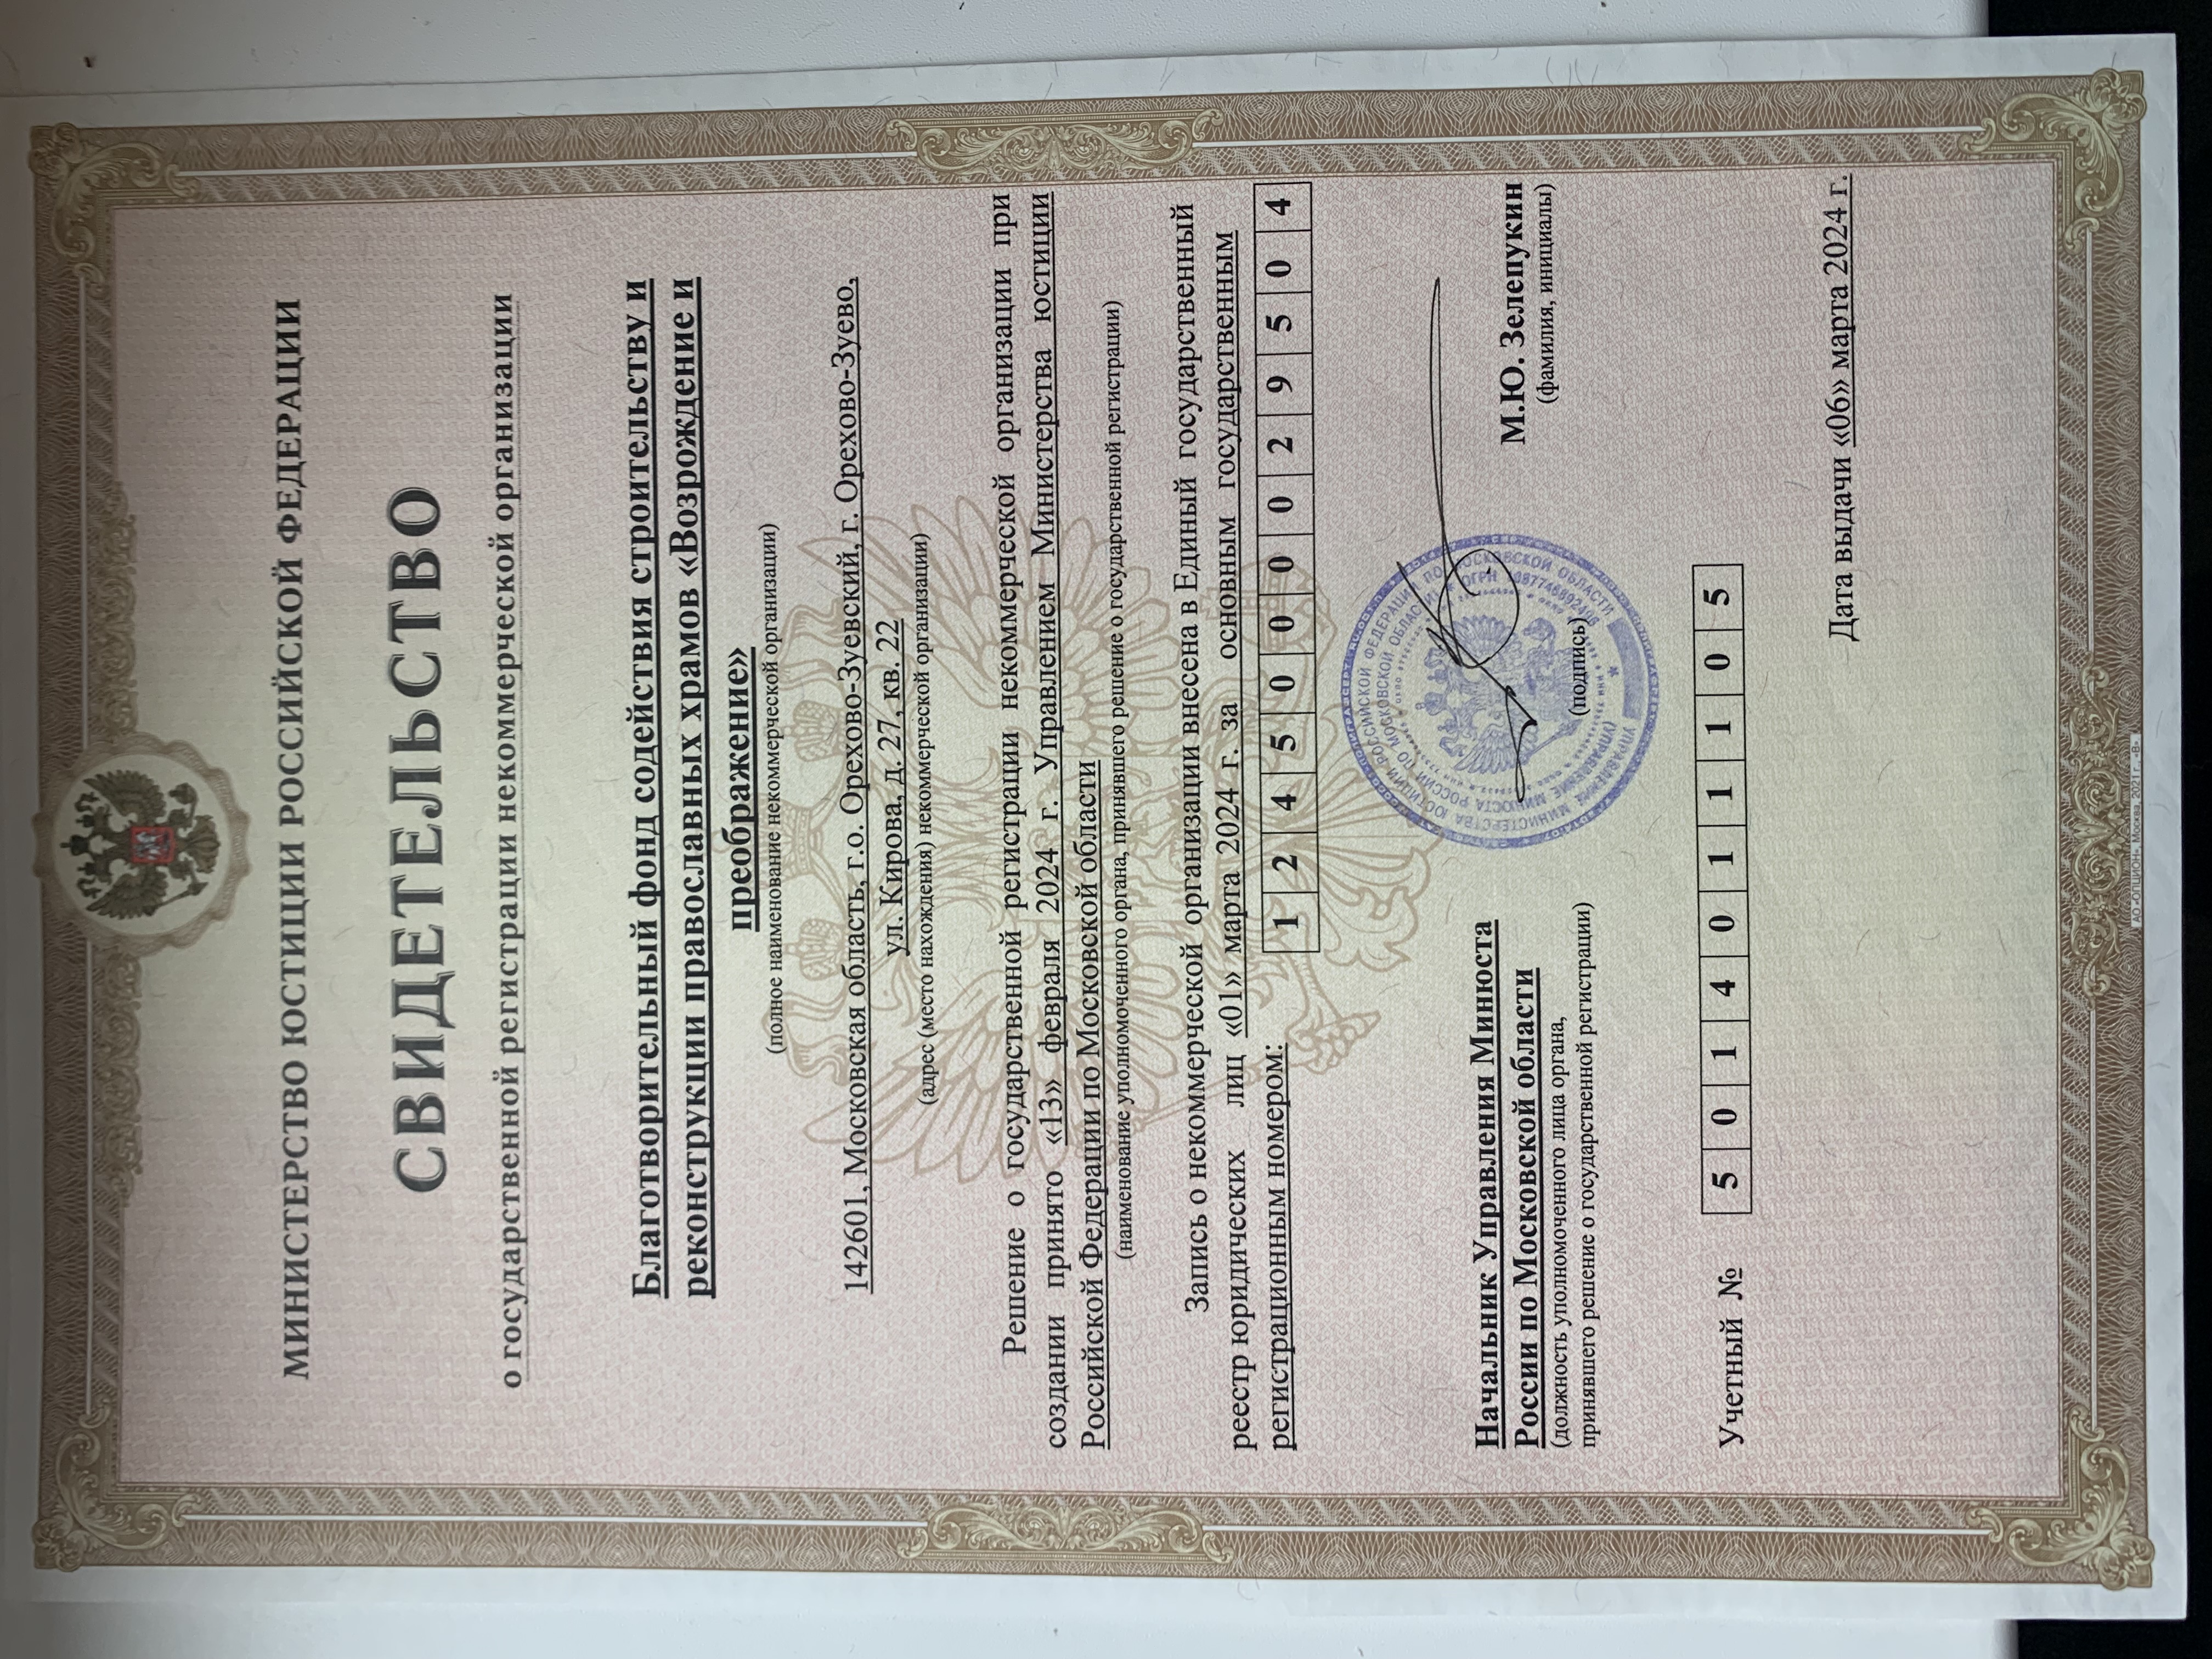 МИНИСТЕРСТВО ЮСТИЦИИ РОССИЙСКОЙ ФЕДЕРАЦИИ
СВИДЕТЕЛЬСТВО
о государственной регистрации некоммерческой организации
Благотворительный фонд содействия строительству и
реконструкции православных храмов «Возрождение и
преображение»
(полное наименование некоммерческой организации)
142601, Московская область, г.о. Орехово-Зуевский, г. Орехово-Зуево,
ул. Кирова, д. 27, кв. 22
(адрес (место нахождения) некоммерческой организации)
Решение о государственной регистрации некоммерческой организации при
создании принято «13» февраля 2024 г. Управлением Министерства юстиции
Российской Федерации по Московской области
(наименование уполномоченного органа, принявшего решение о государственной регистрации)
Запись о некоммерческой организации внесена в Единый государственный
реестр юридических лиц «01» марта 2024 г. за основным государственным
регистрационным номером:
1 2 4 5 0 0 0 0 2 9 5 0 4
Начальник Управления Минюста
России по Московской области
(должность уполномоченного лица органа,
принявшего решение о государственной регистрации)
(подпись)
М.Ю. Зелепукин
(фамилия, инициалы)
Учетный № 5 0 1 4 0 1 1 1 0 5
Дата выдачи «06» марта 2024 г.
АО «ОПЦИОН», Москва, 2021 г., «В»